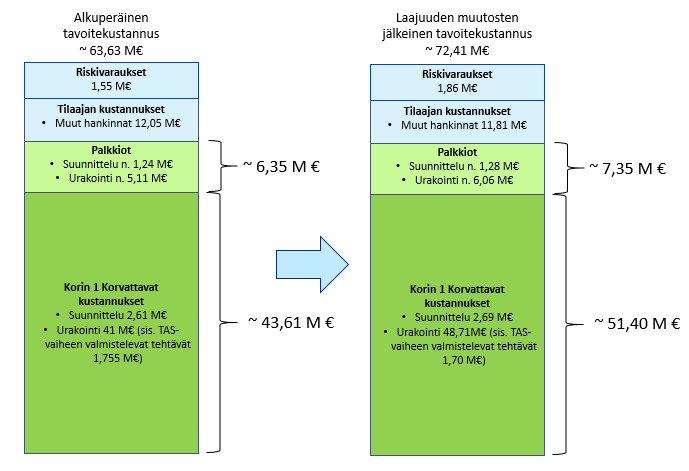 Alkuperäinen
tavoitekustannus
~ 63,63 M€
Riskivaraukset
1,55 M€
Tilaajan kustannukset
• Muut hankinnat 12,05 M€
Palkkiot
• Suunnittelu n. 1,24 M€
• Urakointi n. 5,11 M€
~ 6,35 M €
Korin 1 Korvattavat
kustannukset
• Suunnittelu 2,61 M€
• Urakointi 41 M€ (sis. TAS-
vaiheen valmistelevat tehtävät
1,755 M€)
~ 43,61 M €
Laajuuden muutosten
jälkeinen tavoitekustannus
~ 72,41 M€
Riskivaraukset
1,86 M€
Tilaajan kustannukset
• Muut hankinnat 11,81 M€
Palkkiot
• Suunnittelu n. 1,28 M€
• Urakointi n. 6,06 M€
~ 7,35 M €
Korin 1 Korvattavat
kustannukset
• Suunnittelu 2,69 M€
• Urakointi 48,71M€ (sis. TAS-
vaiheen valmistelevat tehtävät
1,70 M€)
~ 51,40 M €